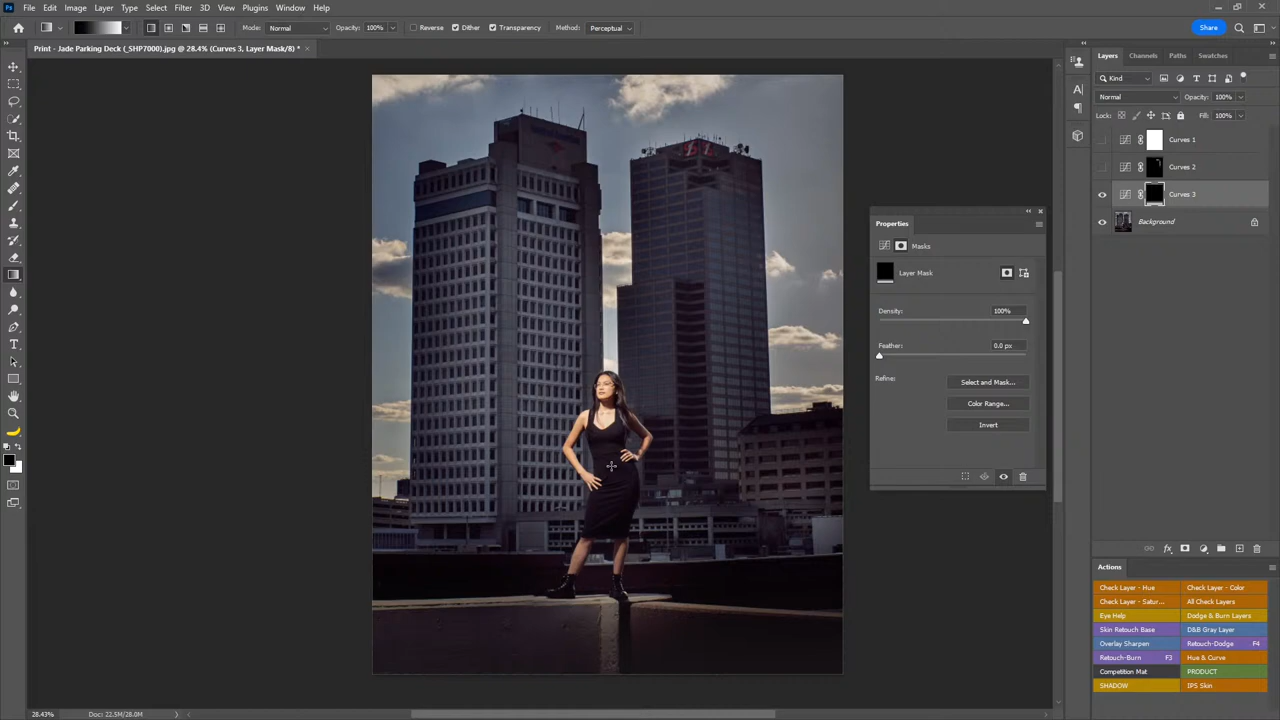 File Edit Image Layer Type Select Filter 3D View Plugins Window Help
Mode: Normal Opacity: 100% Reverse Dither Transparency Method: Perceptual Share
Print - Jade Parking Deck (_SHP7000).jpg @ 28.4% (Curves 3, Layer Mask/8) *
Layers Channels Paths Swatches
Kind
Normal Opacity: 100%
Lock: Fill: 100%
Curves 1
Curves 2
Curves 3
Background
Properties
Masks
Layer Mask
Density: 100%
Feather: 0.0 px
Refine: Select and Mask...
Color Range...
Invert
Actions
Check Layer - Hue Check Layer - Color
Check Layer - Satur... All Check Layers
Eye Help Dodge & Burn Layers
Skin Retouch Base D&B Gray Layer
Overlay Sharpen Retouch-Dodge F4
Retouch-Burn F3 Hue & Curve
Competition Mat PRODUCT
SHADOW IPS Skin
28.43% Doc: 22.5M/28.0M